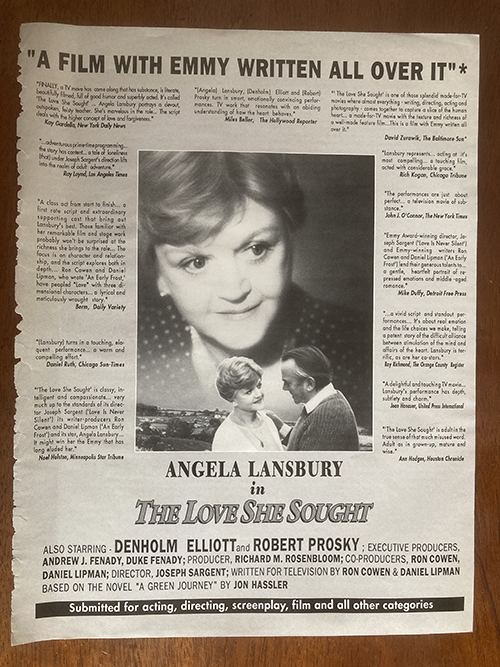 "A FILM WITH EMMY WRITTEN ALL OVER IT"*
"FINALLY, a TV movie has come along that has substance, is literate,
beautifully filmed, full of good humor and superbly acted. It's called
'The Love She Sought' ... Angela Lansbury portrays a devout,
outspoken, feisty teacher. She's marvelous in the role... The script
deals with the higher concept of love and forgiveness."
Kay Gardella, New York Daily News
"...adventurous prime-time programming...
the story has content... a tale of loneliness
[that] under Joseph Sargent's direction lifts
into the realm of adult adventure."
Ray Loynd, Los Angeles Times
"A class act from start to finish... a
first rate script and extraordinary
supporting cast that bring out
Lansbury's best. Those familiar with
her remarkable film and stage work
probably won't be surprised at the
richness she brings to the role... The
focus is on character and relation-
ship, and the script explores both in
depth.... Ron Cowen and Daniel
Lipman, who wrote 'An Early Frost,'
have peopled "Love" with three di-
mensional characters... a lyrical and
meticulously wrought story."
Daily Variety
(Lansbury) turns in a touching, elo-
quent performance... a warm and
compelling effort."
Daniel Ruth, Chicago Sun-Times
"'The Love She Sought' is classy, in-
telligent and compassionate... very
much up to the standards of its direc-
tor Joseph Sargent ('Love Is Never
Silent') its writer-producers Ron
Cowen and Daniel Lipman ('An Early
Frost') and its star, Angela Lansbury...
It might win her the Emmy that has
long eluded her."
Noel Holston, Minneapolis Star Tribune
"(Angela) Lansbury, (Denholm) Elliott and (Robert)
Prosky turn in smart, emotionally convincing perfor-
mances. TV work that resonates with an abiding
understanding of how the heart behaves."
Miles Beller, The Hollywood Reporter
"'The Love She Sought' is one of those splendid made-for-TV
movies where almost everything - writing, directing, acting and
photography - comes together to capture a slice of the human
heart... a made-for-TV movie with the texture and richness of
a well-made feature film...This is a film with Emmy written all
over it."
David Zurawik, The Baltimore Sun*
"Lansbury represents... acting at it's
most compelling... a touching film,
acted with considerable grace."
Rick Kogan, Chicago Tribune
"The performances are just about
perfect... a television movie of sub-
stance."
John J. O'Connor, The New York Times
"Emmy Award-winning director, Jo-
seph Sargent ('Love Is Never Silent')
and Emmy-winning writers Ron
Cowen and Daniel Lipman ('An Early
Frost') lend their generous talents to...
a gentle, heartfelt portrait of re-
pressed emotions and middle-aged
romance."
Mike Duffy, Detroit Free Press
"...a vivid script and standout per-
formances... It's about real emotion
and the life choices we make, telling
a potent story of the difficult alliance
between stimulation of the mind and
affairs of the heart. Lansbury is ter-
rific, as are her co-stars."
Ray Richmond, The Orange County Register
"A delightful and touching TV movie...
Lansbury's performance has depth,
subtlety and charm."
Joan Hanauer, United Press International
"'The Love She Sought' is adult in the
true sense of that much misused word.
Adult as in grown-up, mature and
wise."
Ann Hodges, Houston Chronicle
ANGELA LANSBURY
in
THE LOVE SHE SOUGHT
ALSO STARRING - DENHOLM ELLIOTT and ROBERT PROSKY ; EXECUTIVE PRODUCERS,
ANDREW J. FENADY, DUKE FENADY; PRODUCER, RICHARD M. ROSENBLOOM; CO-PRODUCERS, RON COWEN,
DANIEL LIPMAN; DIRECTOR, JOSEPH SARGENT; WRITTEN FOR TELEVISION BY RON COWEN & DANIEL LIPMAN
BASED ON THE NOVEL "A GREEN JOURNEY" BY JON HASSLER
Submitted for acting, directing, screenplay, film and all other categories